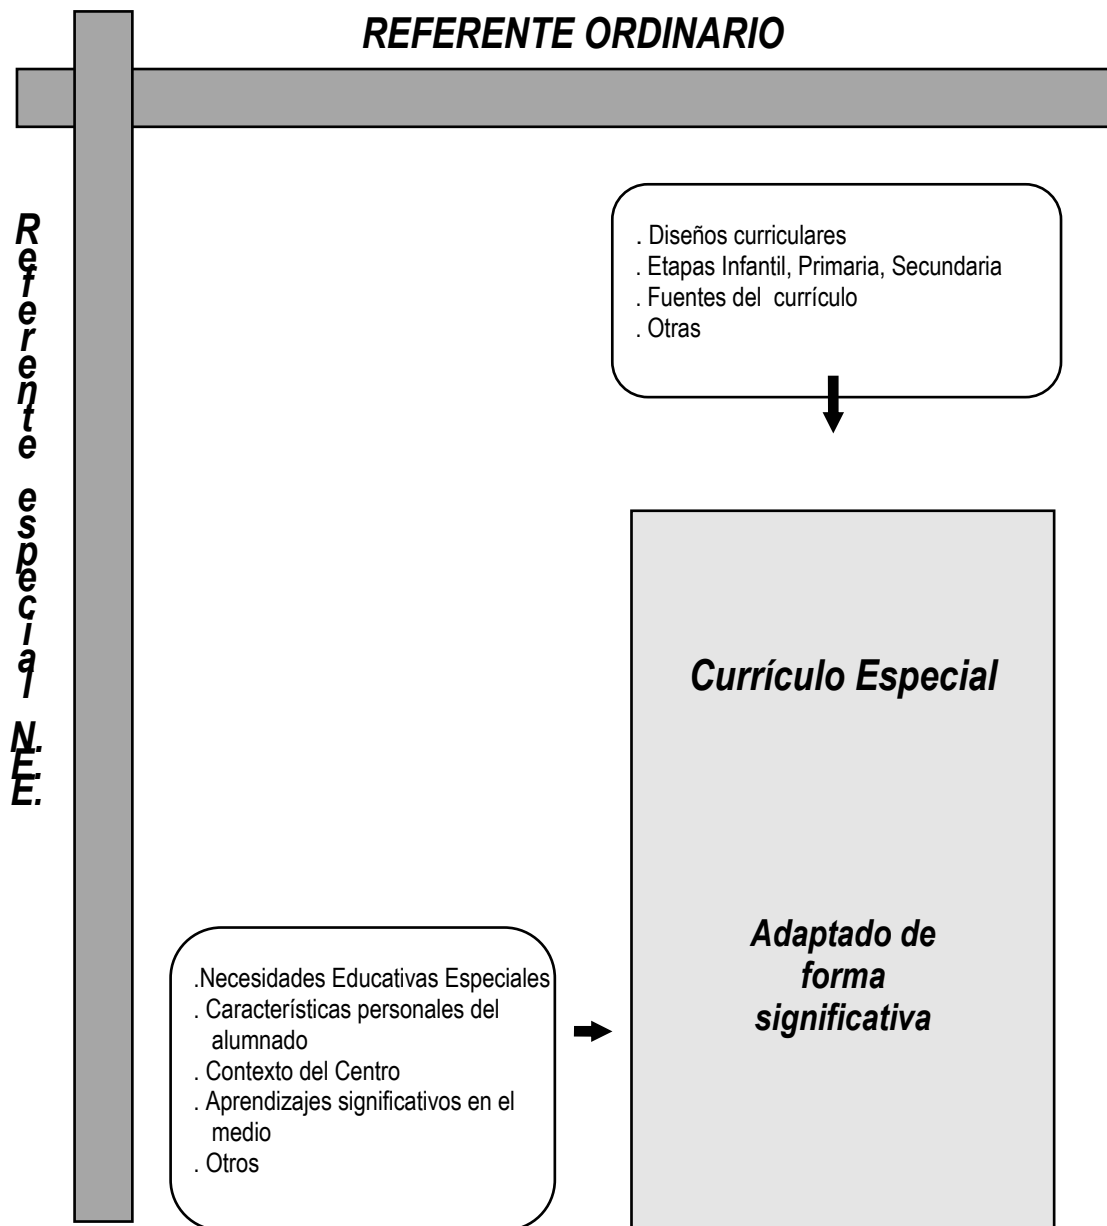 REFERENTE ORDINARIO
Referente especial N.E.E.
. Diseños curriculares
. Etapas Infantil, Primaria, Secundaria
. Fuentes del currículo
. Otras
Currículo Especial
Adaptado de
forma
significativa
.Necesidades Educativas Especiales
. Características personales del
alumnado
. Contexto del Centro
. Aprendizajes significativos en el
medio
. Otros